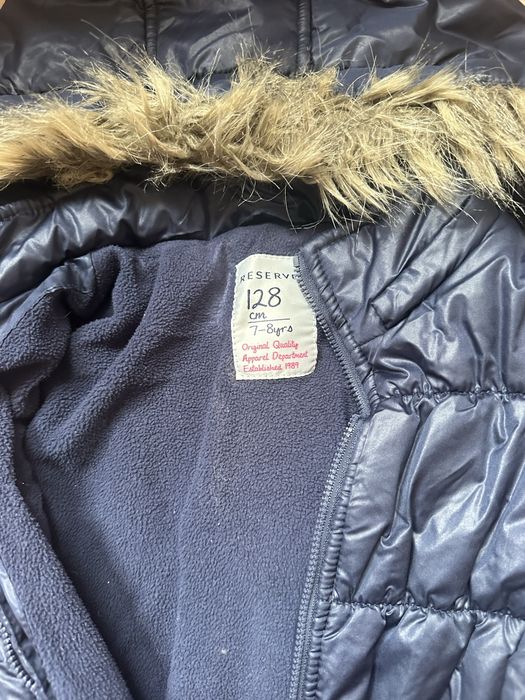 RESERVE
128
cm
7-8yrs
Original Quality
Apparel Department
Established 1989